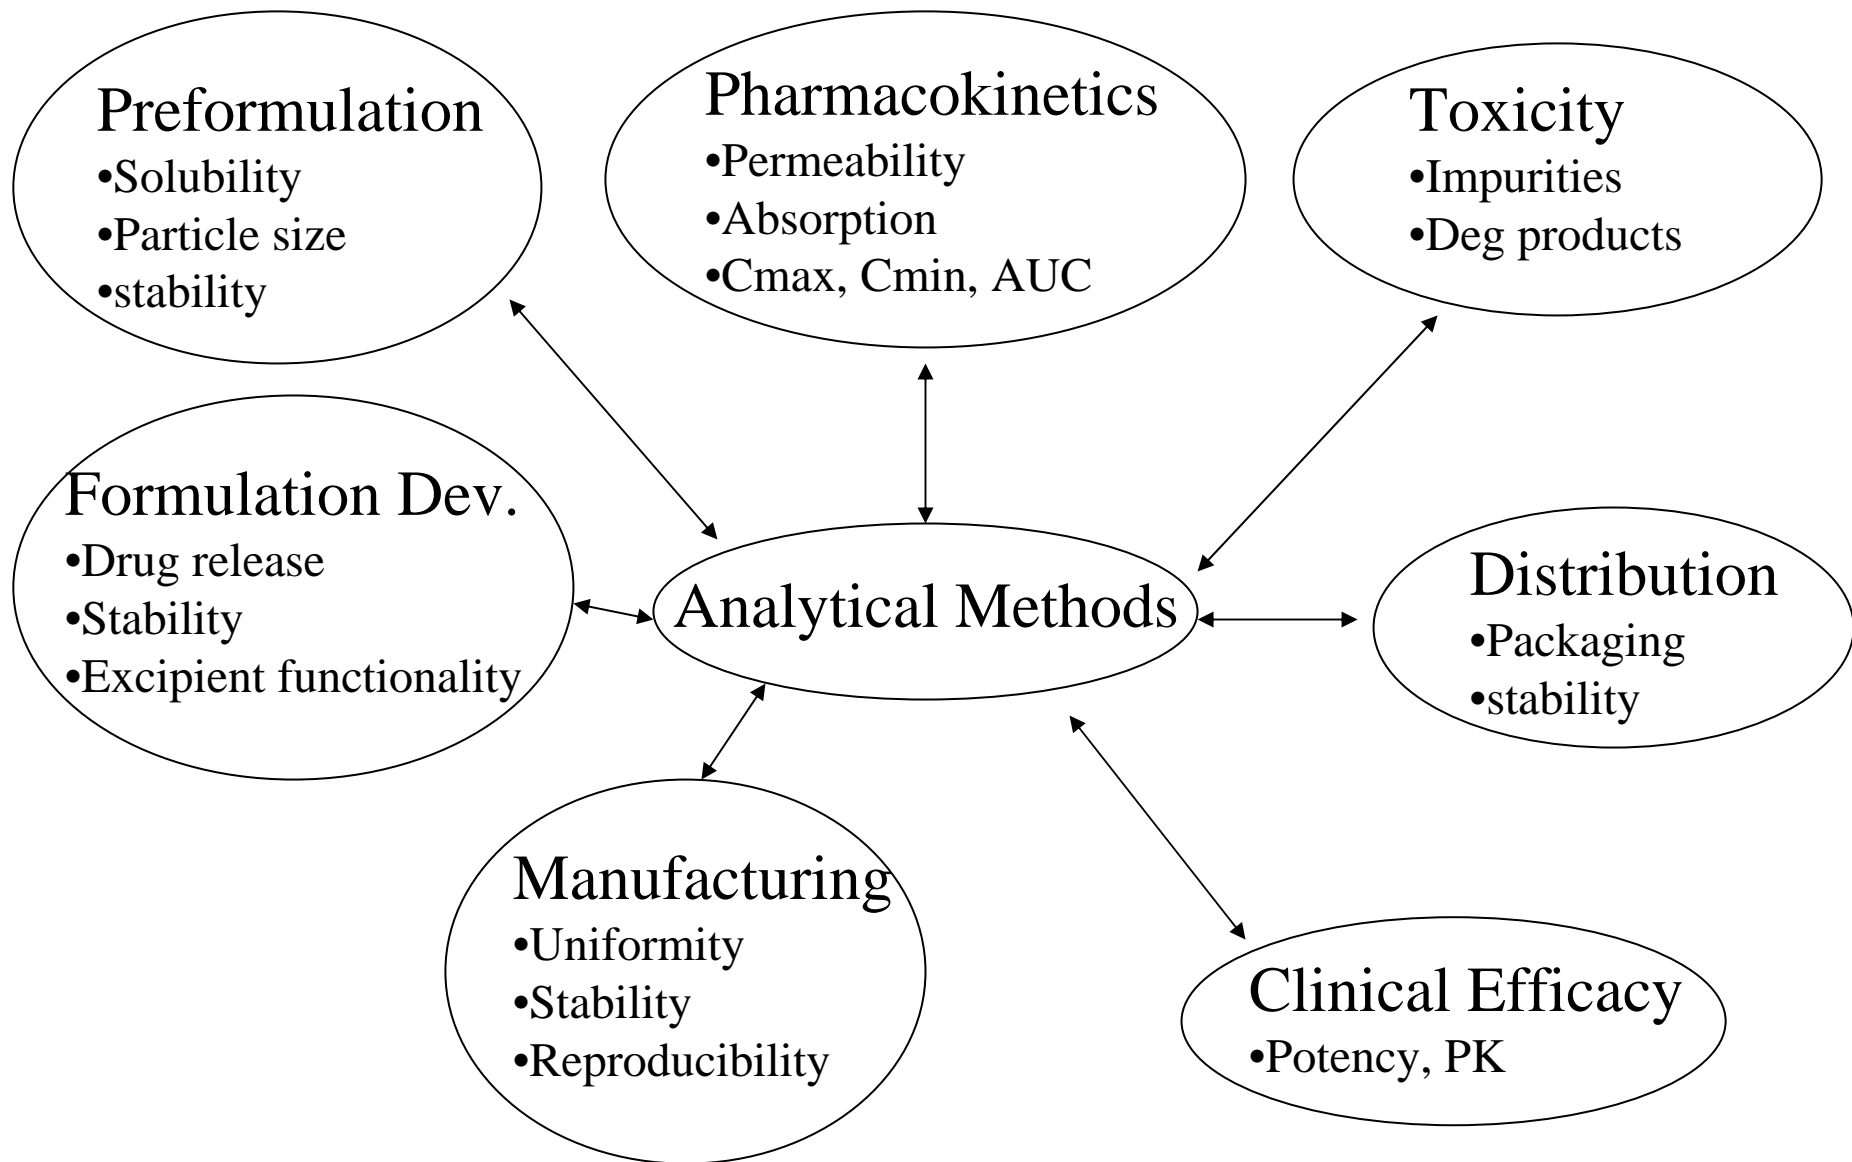 Preformulation
•Solubility
•Particle size
•stability
Pharmacokinetics
•Permeability
•Absorption
•Cmax, Cmin, AUC
Toxicity
•Impurities
•Deg products
Formulation Dev.
•Drug release
•Stability
•Excipient functionality
Analytical Methods
Distribution
•Packaging
•stability
Manufacturing
•Uniformity
•Stability
•Reproducibility
Clinical Efficacy
•Potency, PK